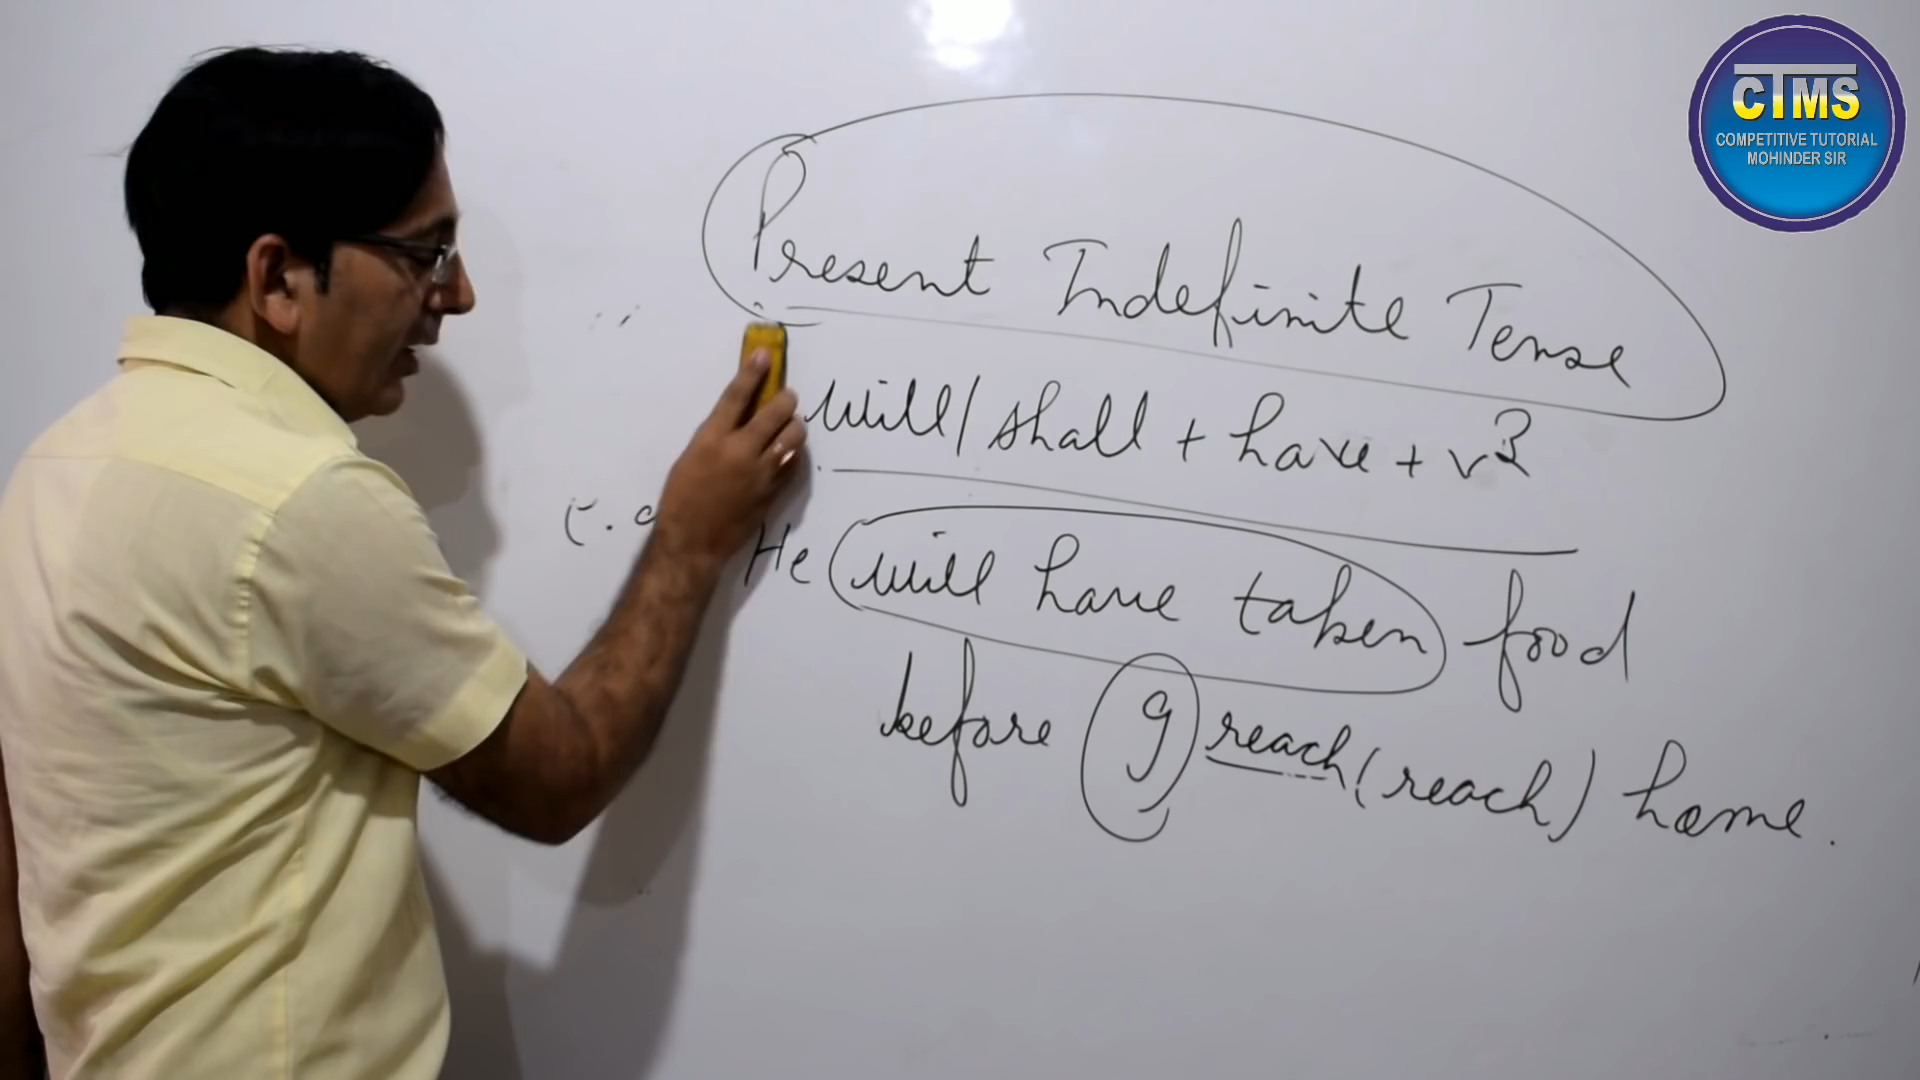 CTMS
COMPETITIVE TUTORIAL
MOHINDER SIR
Present Indefinite Tense
will/shall + have + v3
He will have taken food
before I reach (reach) home.